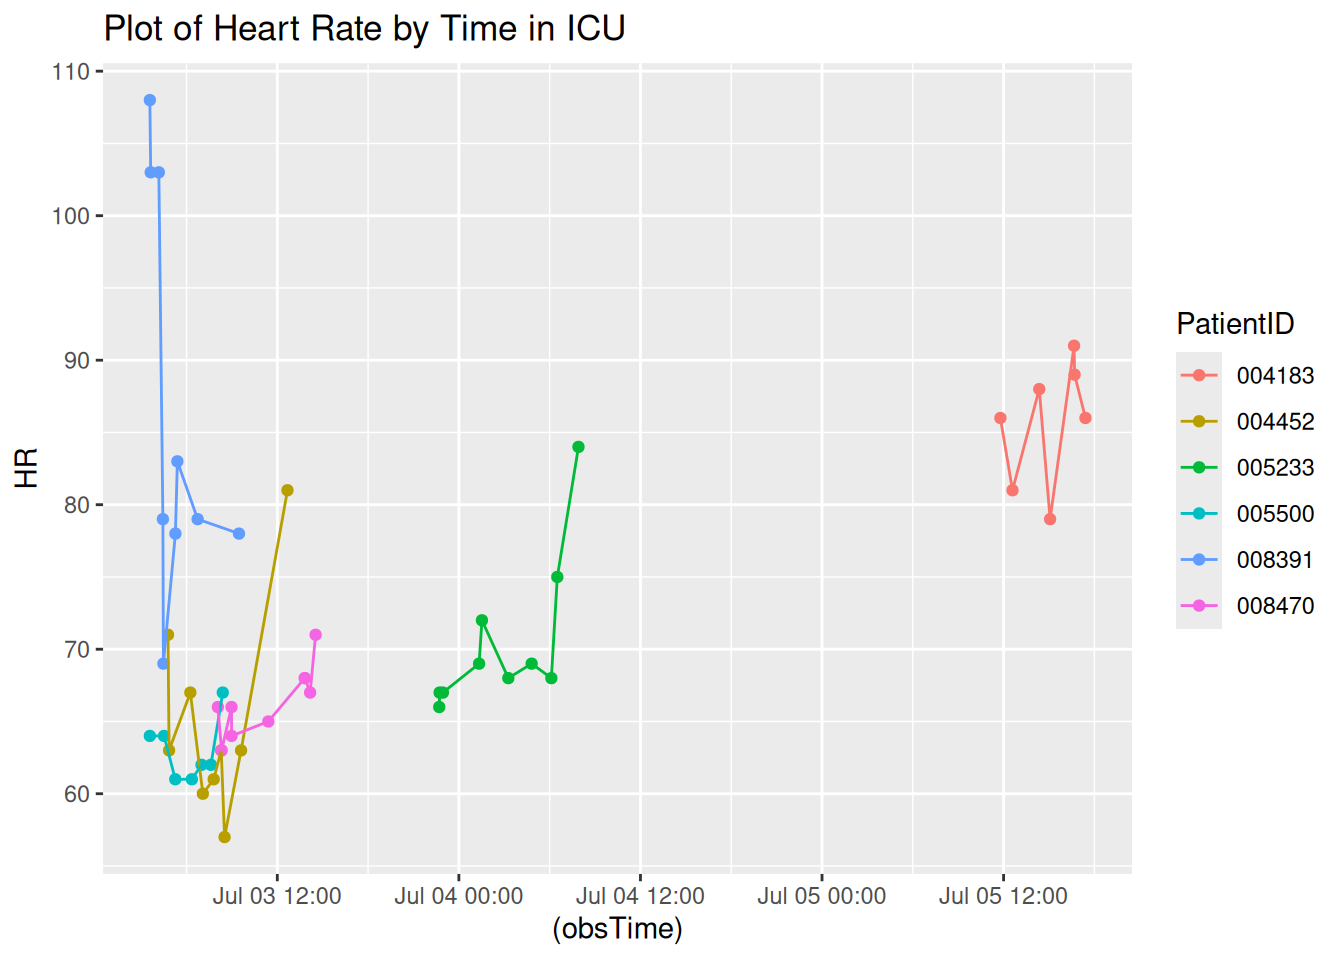 Plot of Heart Rate by Time in ICU
110
100
90
80
70
60
HR
Jul 03 12:00
Jul 04 00:00
Jul 04 12:00
Jul 05 00:00
Jul 05 12:00
(obsTime)
PatientID
004183
004452
005233
005500
008391
008470